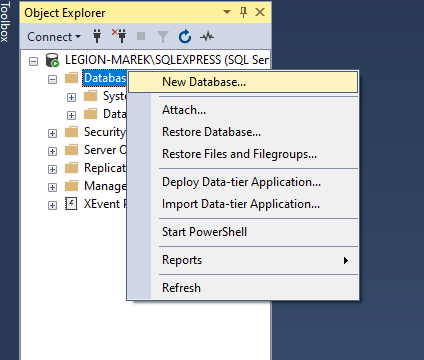 Toolbox
Object Explorer
Connect
LEGION-MAREK\SQLEXPRESS (SQL Ser
Databas
New Database...
Syste
Attach...
Data
Restore Database...
Security
Restore Files and Filegroups...
Server O
Replicat
Deploy Data-tier Application...
Manage
Import Data-tier Application...
XEvent P
Start PowerShell
Reports
Refresh